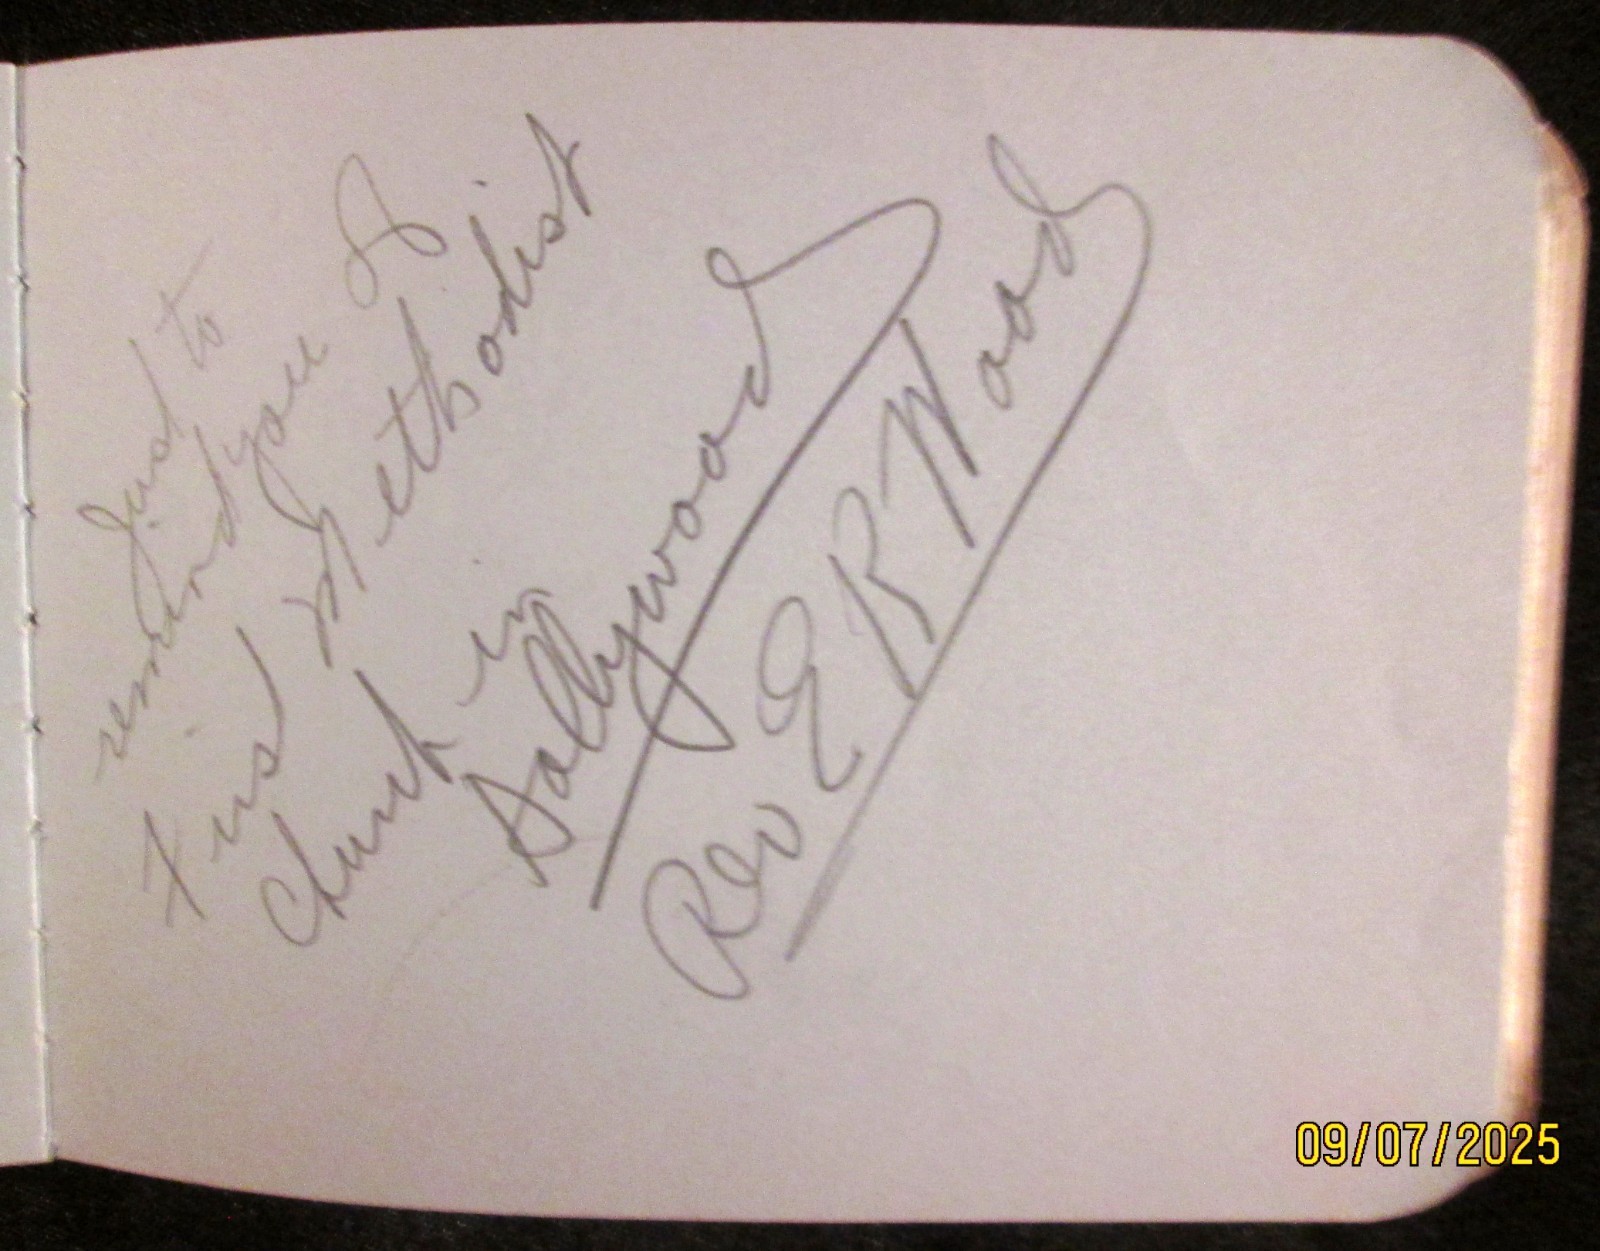 Just to
remind you of
First Methodist
Church in
Hollywood
Rev E R Wood
09/07/2025